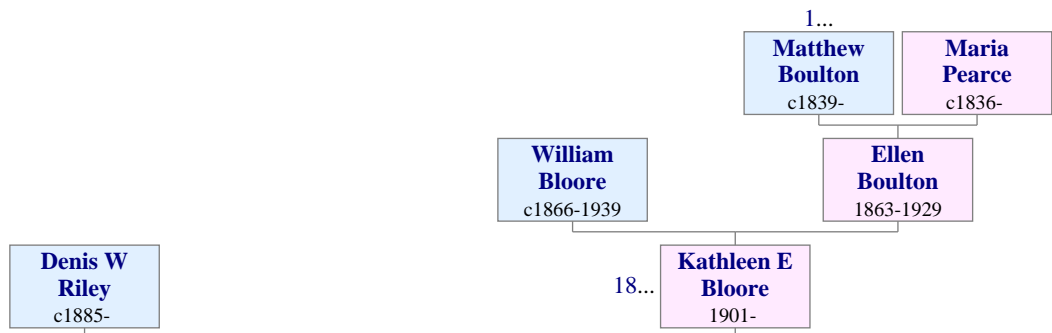 1...
Matthew
Boulton
c1839-
Maria
Pearce
c1836-
William
Bloore
c1866-1939
Ellen
Boulton
1863-1929
Denis W
Riley
c1885-
18...
Kathleen E
Bloore
1901-